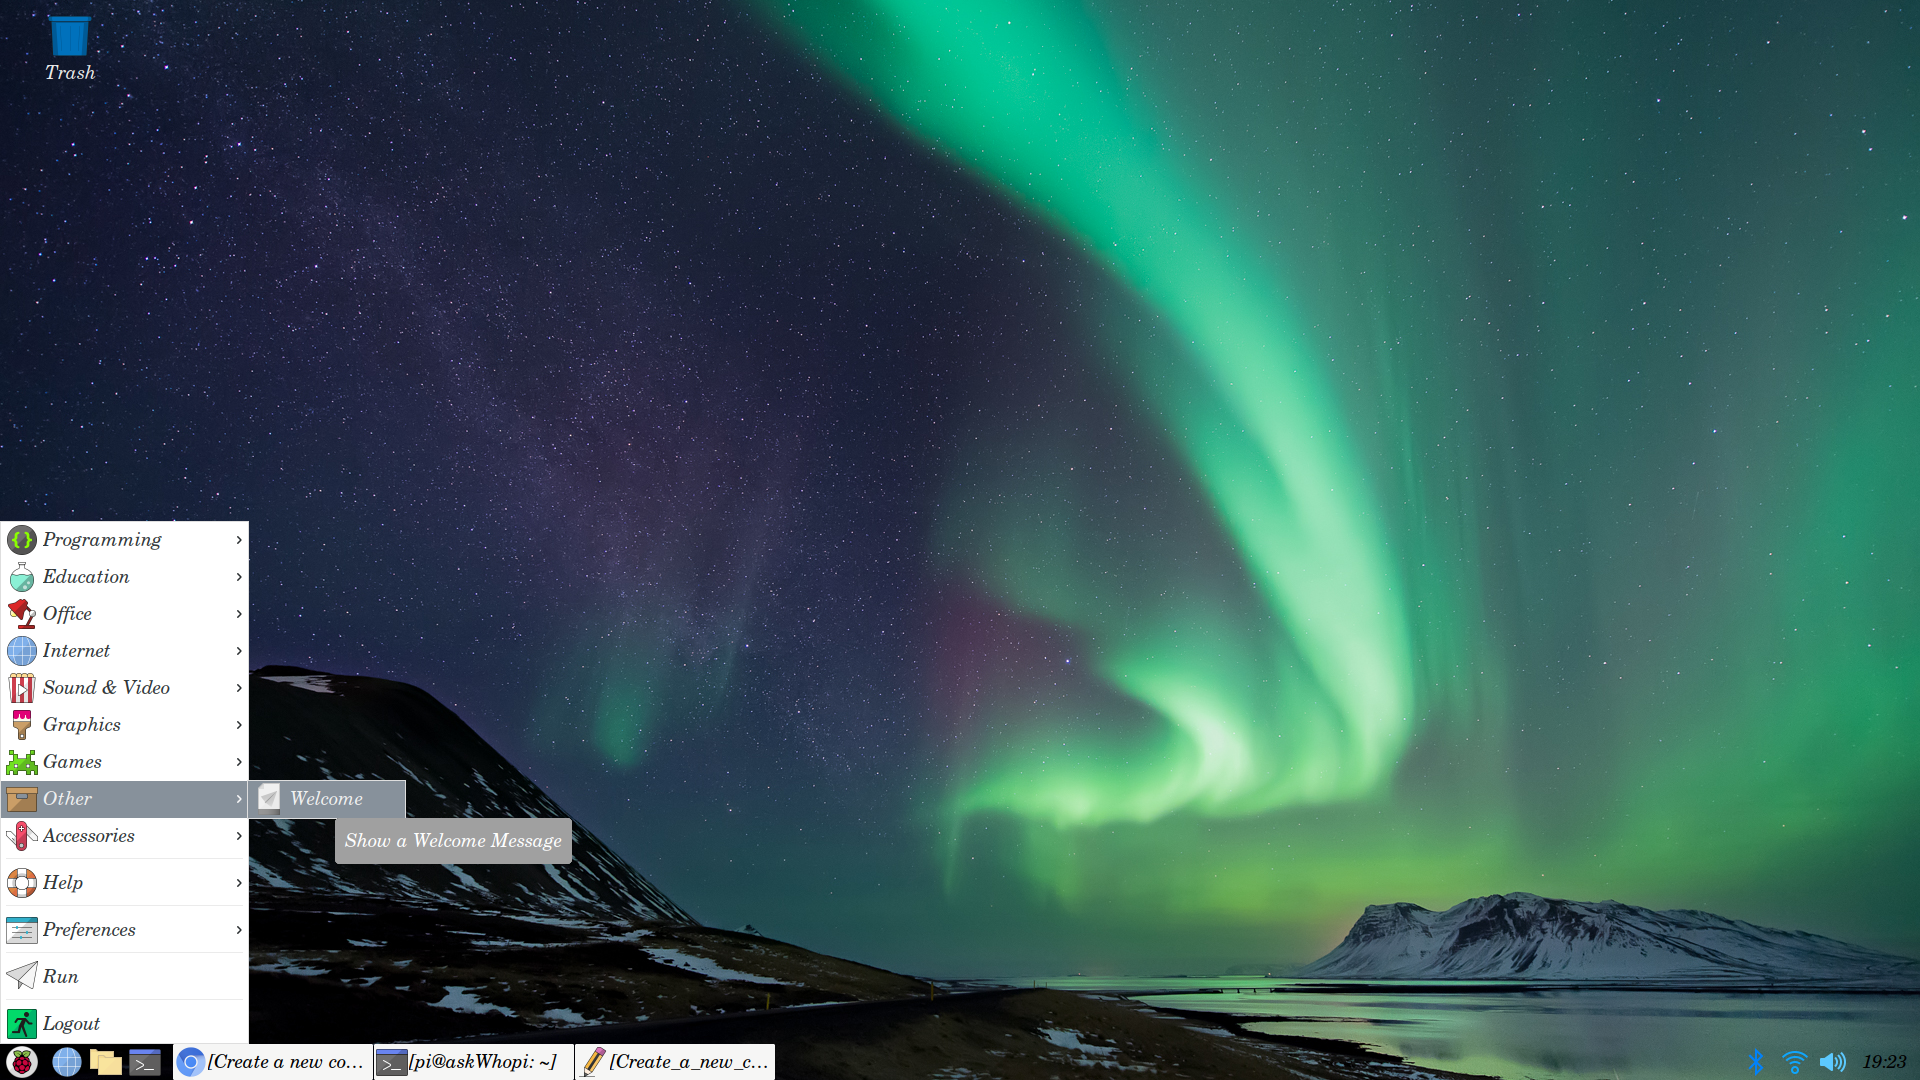 Trash
Programming
Education
Office
Internet
Sound & Video
Graphics
Games
Other
Welcome
Show a Welcome Message
Accessories
Help
Preferences
Run
Logout
[Create a new co...
[pi@askWhopi: ~]
[Create_a_new_c...
19:23